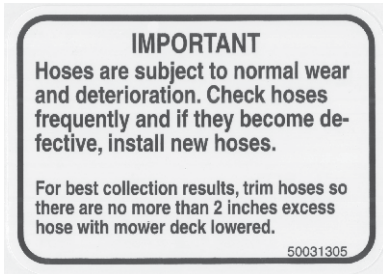 IMPORTANT
Hoses are subject to normal wear
and deterioration. Check hoses
frequently and if they become de-
fective, install new hoses.
For best collection results, trim hoses so
there are no more than 2 inches excess
hose with mower deck lowered.
50031305